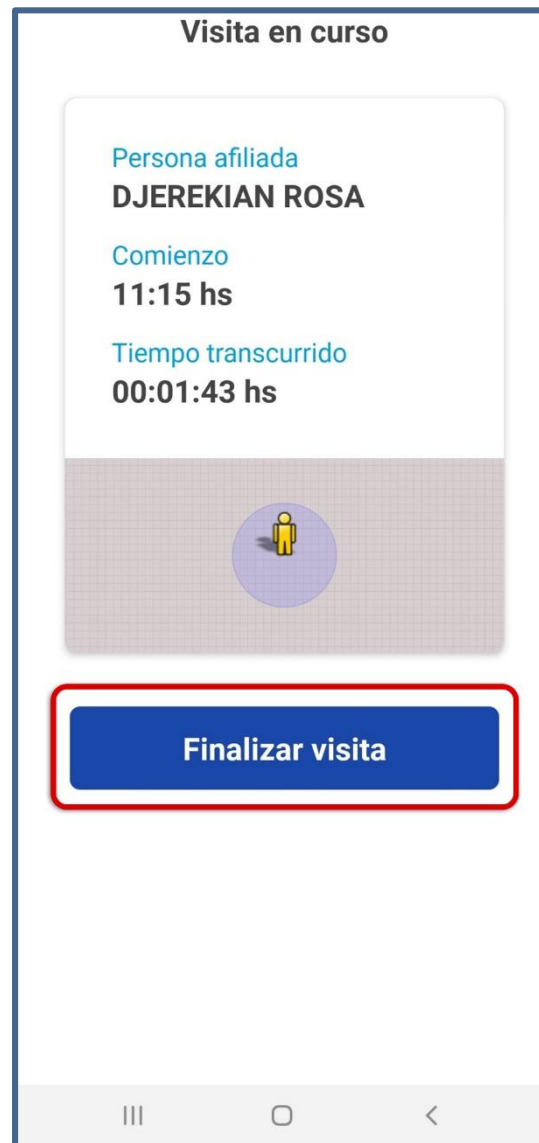 Visita en curso
Persona afiliada
DJEREKIAN ROSA
Comienzo
11:15 hs
Tiempo transcurrido
00:01:43 hs
Finalizar visita